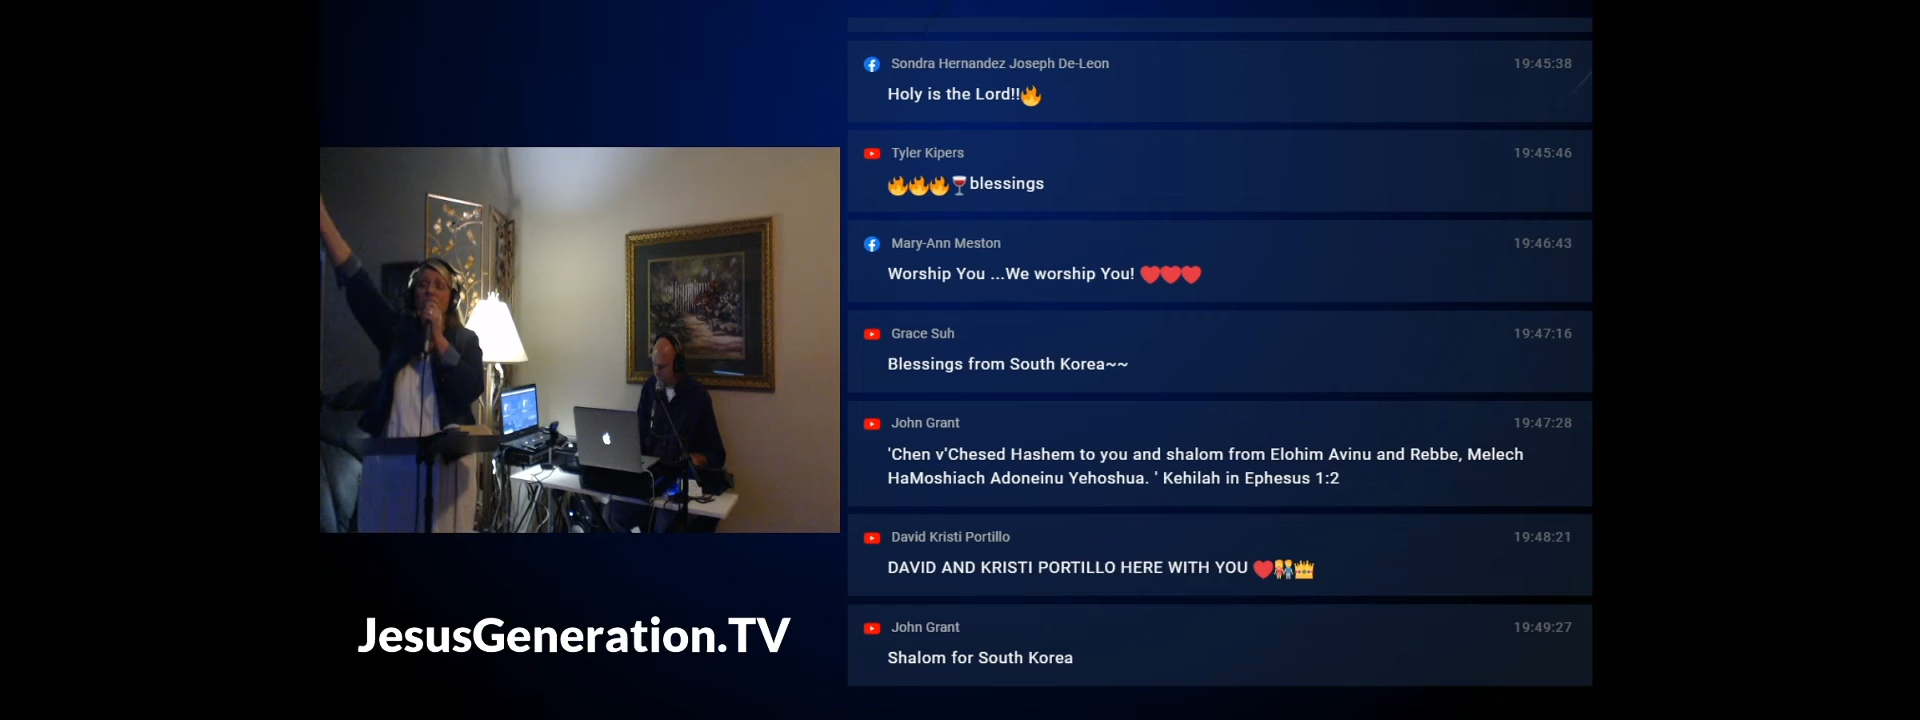 Sondra Hernandez Joseph De-Leon 19:45:38
Holy is the Lord!!🔥
Tyler Kipers 19:45:46
🔥🔥🔥🍷blessings
Mary-Ann Meston 19:46:43
Worship You ...We worship You! ❤️❤️❤️
Grace Suh 19:47:16
Blessings from South Korea~~
John Grant 19:47:28
'Chen v'Chesed Hashem to you and shalom from Elohim Avinu and Rebbe, Melech
HaMoshiach Adoneinu Yehoshua. ' Kehilah in Ephesus 1:2
David Kristi Portillo 19:48:21
DAVID AND KRISTI PORTILLO HERE WITH YOU ❤️👫👑
John Grant 19:49:27
Shalom for South Korea
JesusGeneration.TV